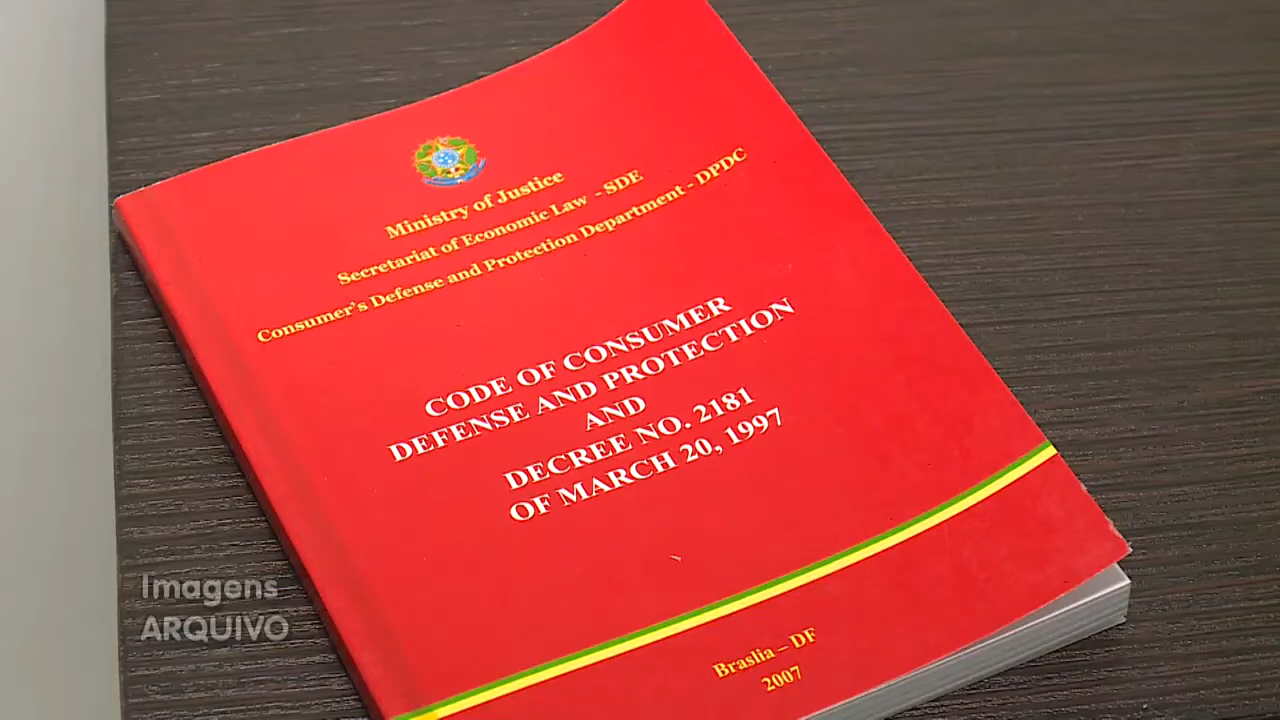 Ministry of Justice
Secretariat of Economic Law - SDE
Consumer's Defense and Protection Department - DPDC
CODE OF CONSUMER
DEFENSE AND PROTECTION
AND
DECREE NO. 2181
OF MARCH 20, 1997
Braslia – DF
2007
Imagens
ARQUIVO